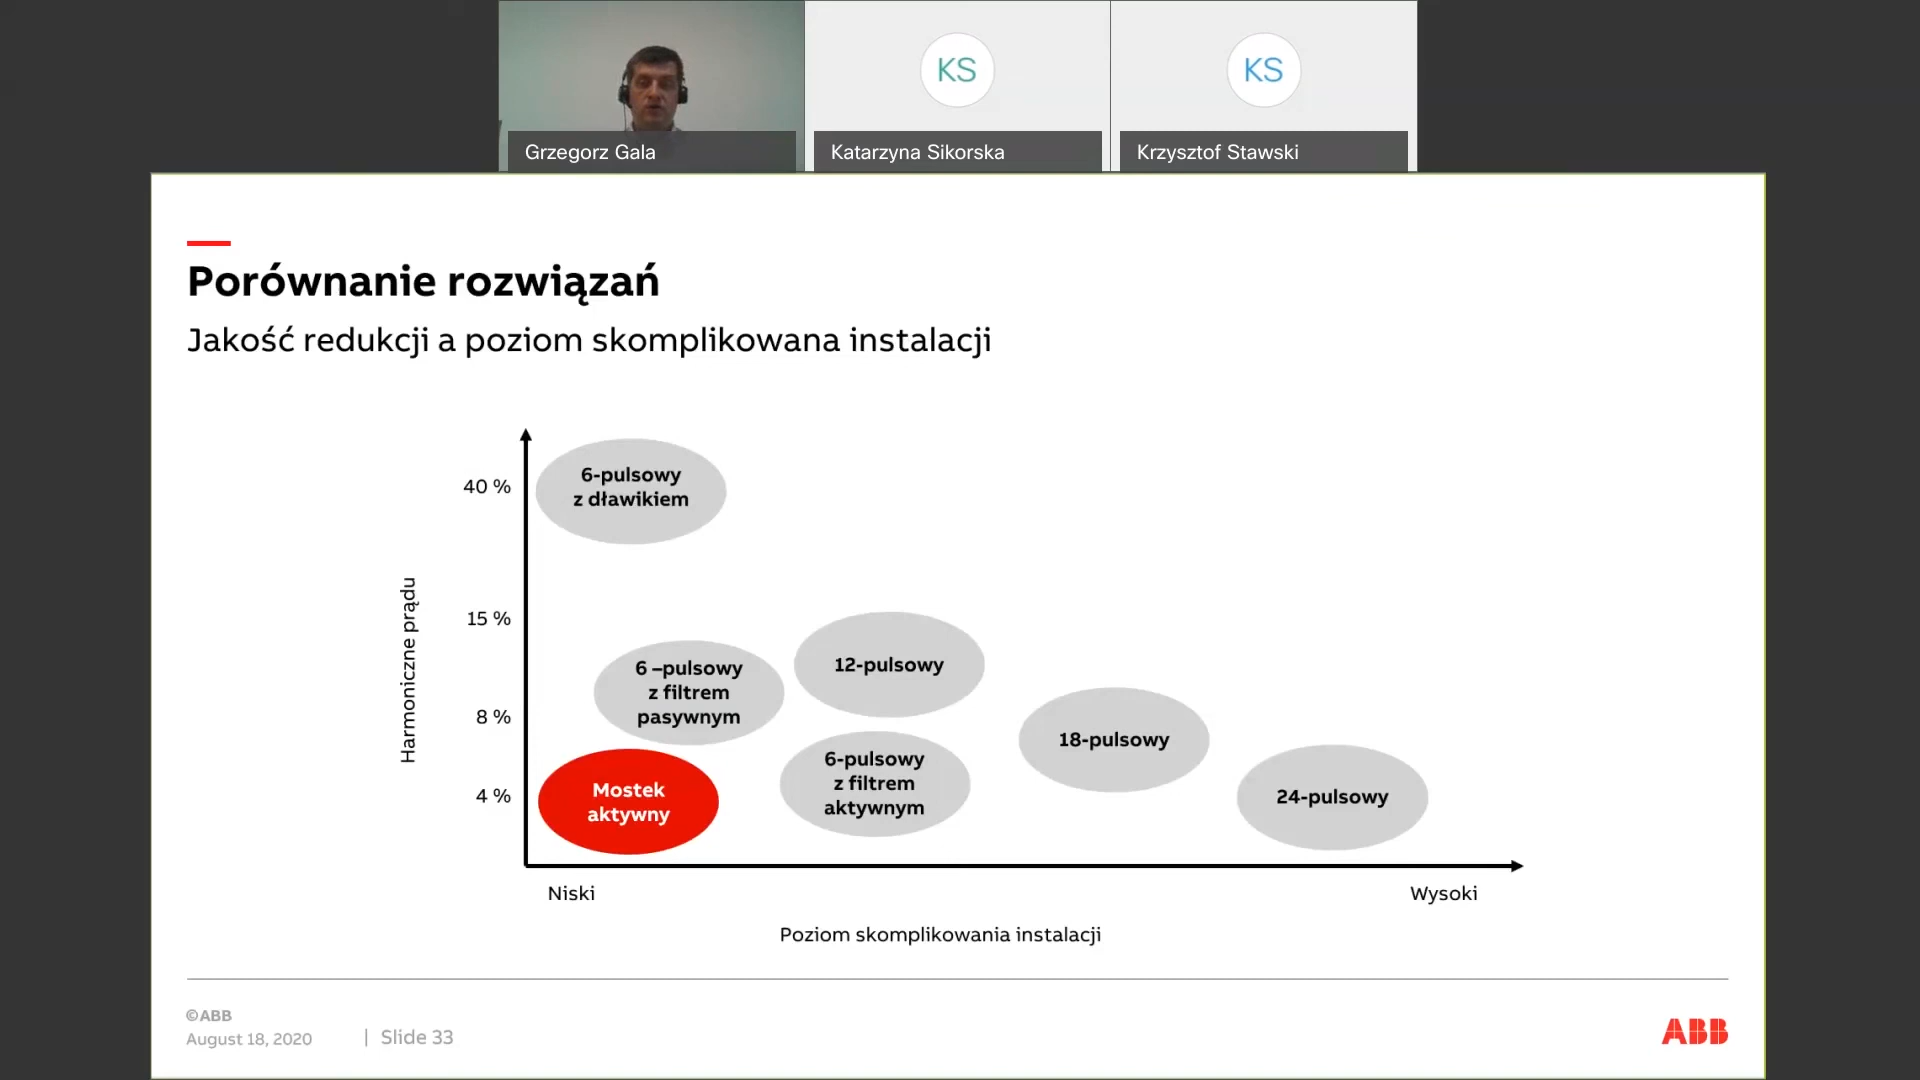 KS
KS
Grzegorz Gala
Katarzyna Sikorska
Krzysztof Stawski
Porównanie rozwiązań
Jakość redukcji a poziom skomplikowana instalacji
Harmoniczne prądu
40 %
15 %
8 %
4 %
6-pulsowy
z dławikiem
6 –pulsowy
z filtrem
pasywnym
12-pulsowy
Mostek
aktywny
6-pulsowy
z filtrem
aktywnym
18-pulsowy
24-pulsowy
Niski
Wysoki
Poziom skomplikowania instalacji
©ABB
August 18, 2020
| Slide 33
ABB